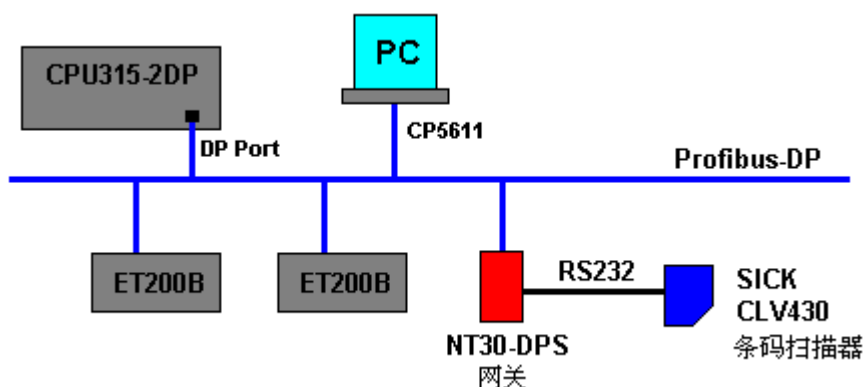 CPU315-2DP
PC
CP5611
DP Port
Profibus-DP
ET200B
ET200B
RS232
SICK
CLV430
条码扫描器
NT30-DPS
网关